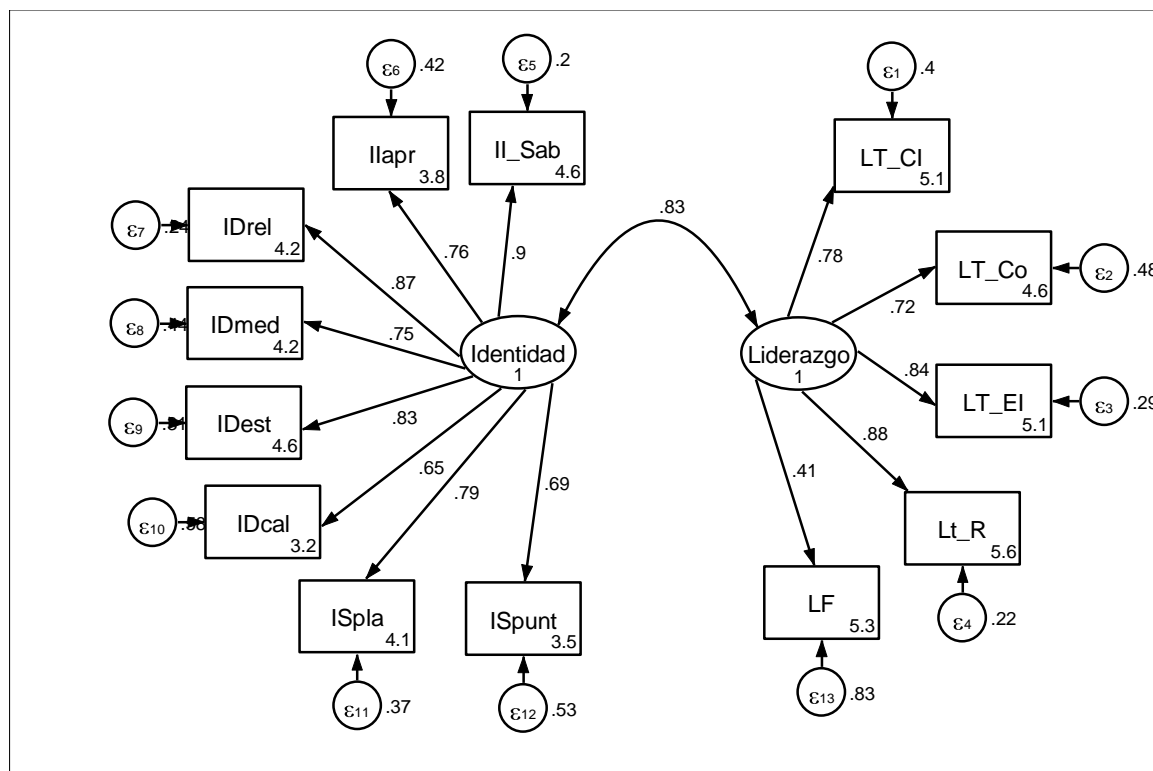 ε6 .42
ε5 .2
ε1 .4
IIapr
3.8
II_Sab
4.6
LT_CI
5.1
ε7
IDrel
4.2
.76
.9
.83
.78
LT_Co
4.6
ε2 .48
.87
.72
ε8
IDmed
4.2
.75
Identidad
1
Liderazgo
1
.84
LT_EI
5.1
ε3 .29
ε9
IDest
4.6
.83
.88
.65
.79
.69
.41
ε10
IDcal
3.2
Lt_R
5.6
ISpla
4.1
ISpunt
3.5
LF
5.3
ε4 .22
ε11 .37
ε12 .53
ε13 .83